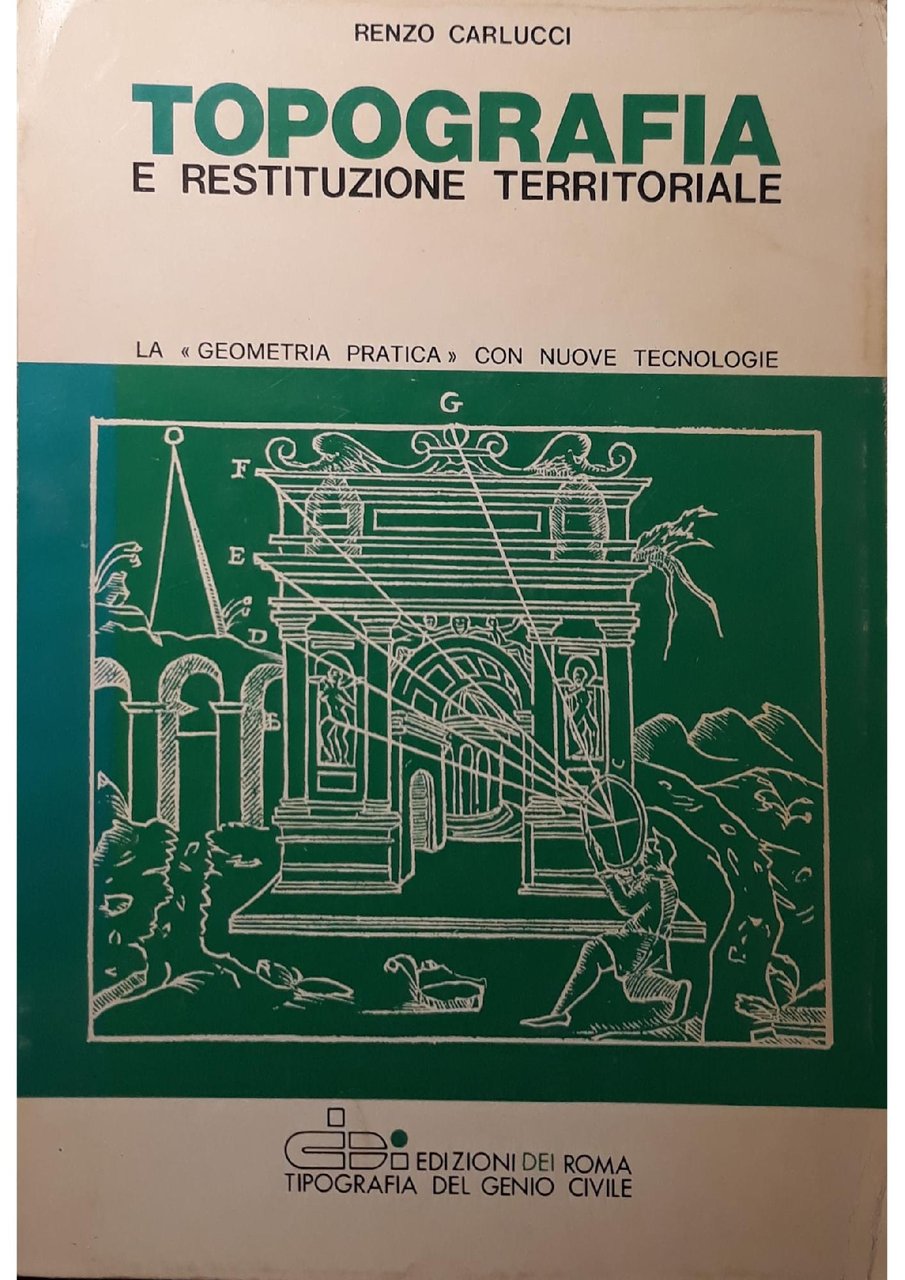 RENZO CARLUCCI
TOPOGRAFIA
E RESTITUZIONE TERRITORIALE
LA « GEOMETRIA PRATICA » CON NUOVE TECNOLOGIE
G
F
E
D
B
C
EDIZIONI DEI ROMA
TIPOGRAFIA DEL GENIO CIVILE